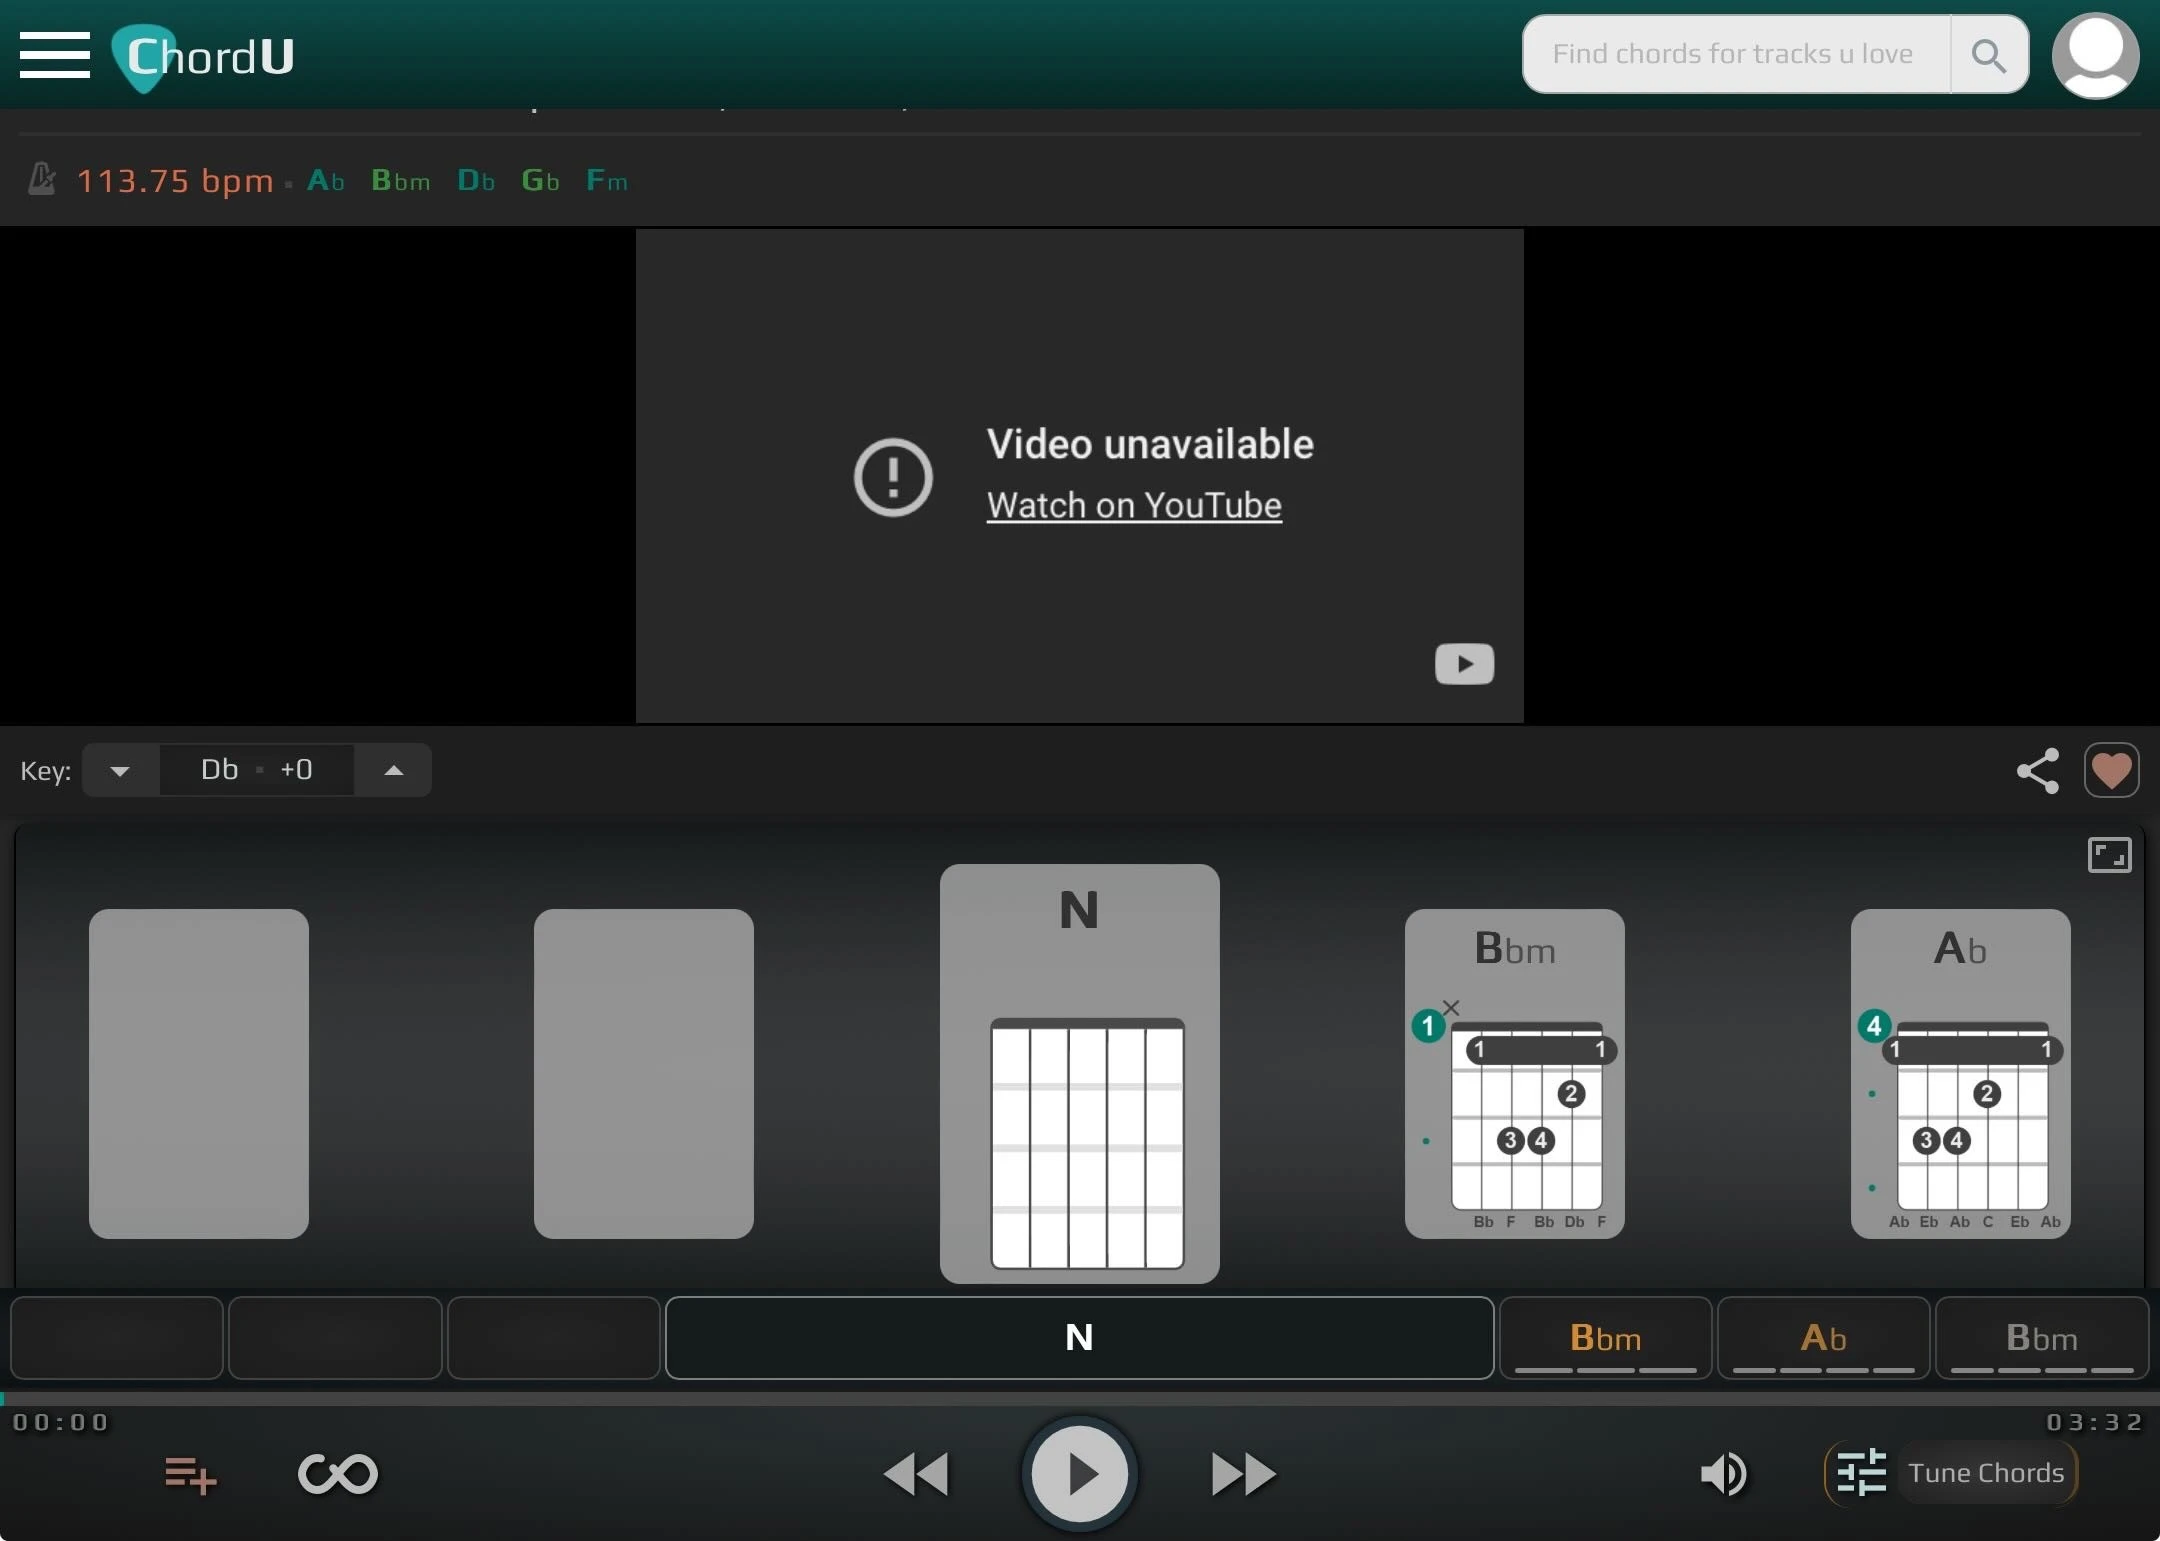 ChordU
Find chords for tracks u love
113.75 bpm Ab Bbm Db Gb Fm
Video unavailable
Watch on YouTube
Key: Db +0
N
Bbm
Ab
1 ×
1 1
2
3 4
Bb F Bb Db F
4
1 1
2
3 4
Ab Eb Ab C Eb Ab
N Bbm Ab Bbm
00:00 03:32
Tune Chords